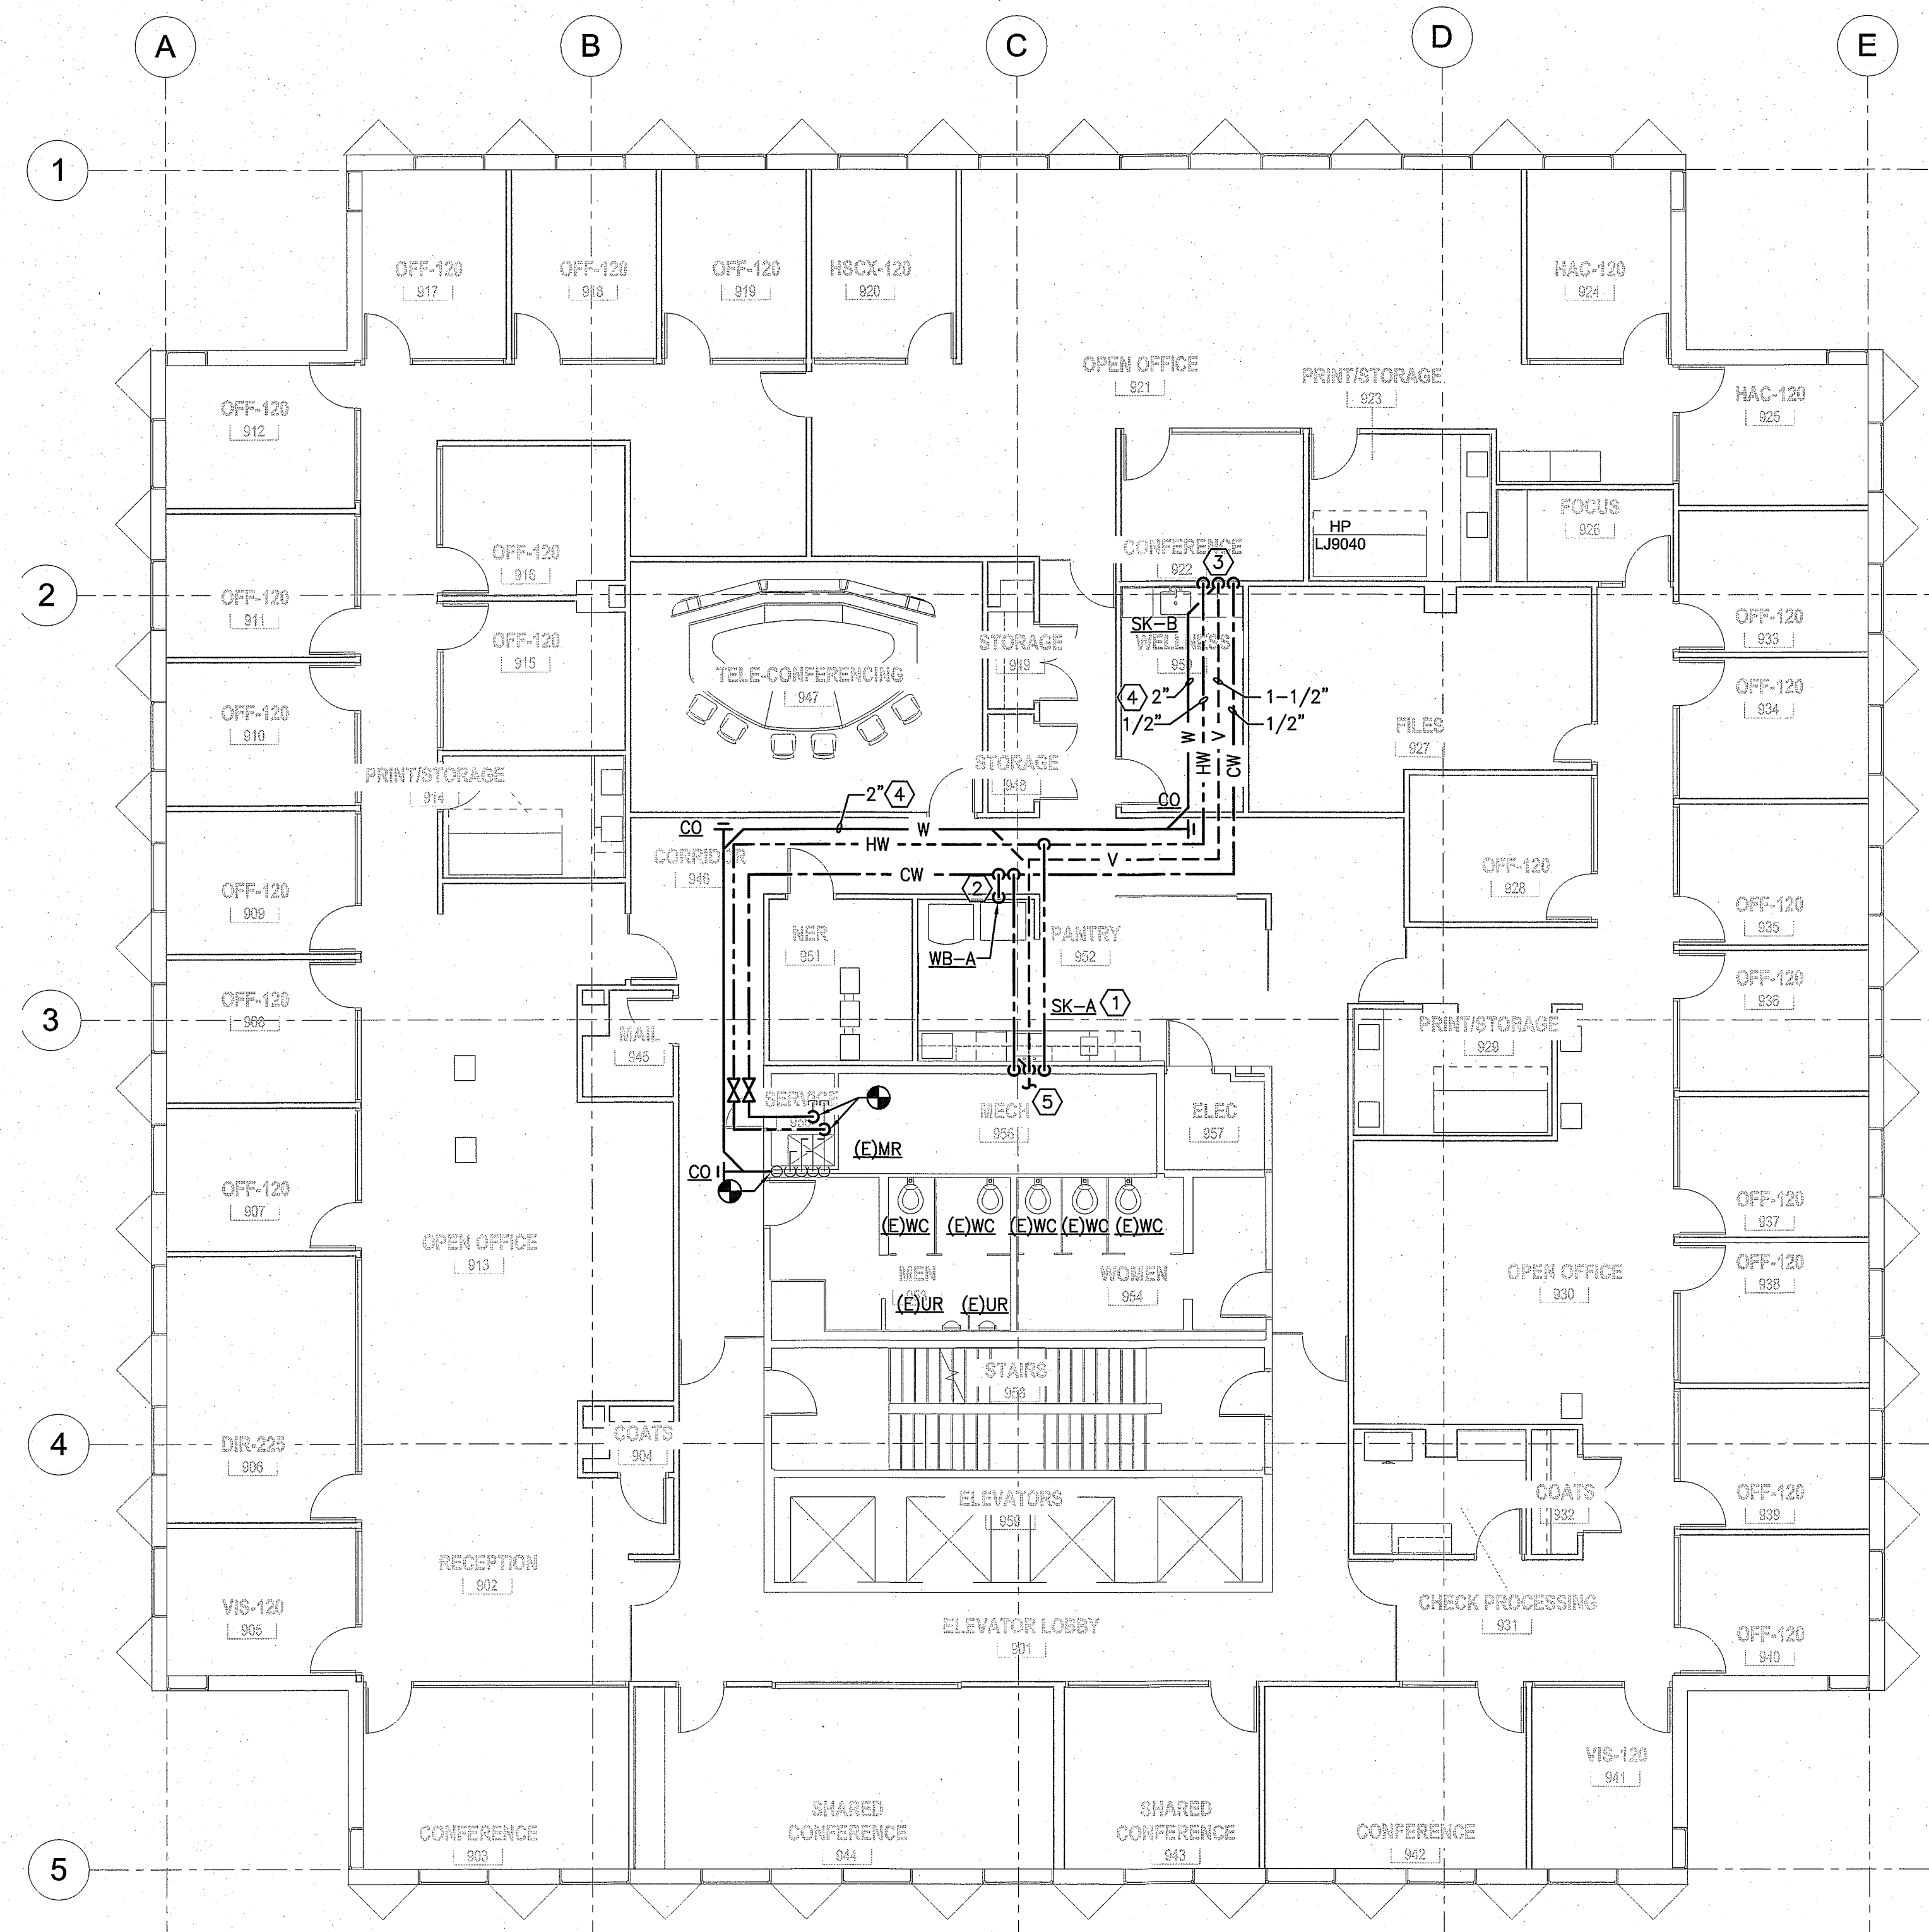 A
B
C
D
E
1
OFF-120
917
OFF-120
918
OFF-120
919
HSCX-120
920
HAC-120
924
OPEN OFFICE
921
PRINT/STORAGE
923
HAC-120
925
OFF-120
912
FOCUS
926
HP
LJ9040
CONFERENCE
922
3
OFF-120
916
2
OFF-120
911
OFF-120
915
SK-B
WELLNESS
950
STORAGE
949
OFF-120
933
TELE-CONFERENCING
947
OFF-120
934
4 2"
1-1/2"
1/2"
1/2"
OFF-120
910
FILES
927
W
HW
V
CW
STORAGE
948
PRINT/STORAGE
914
2" 4
CO
CO
W
HW
V
CORRIDOR
946
CW
2
OFF-120
928
OFF-120
909
OFF-120
935
NER
951
WB-A
PANTRY
952
OFF-120
936
OFF-120
908
SK-A 1
3
MAIL
945
PRINT/STORAGE
929
SERVICE
955
MECH
956
5
ELEC
957
(E)MR
CO
OFF-120
907
OFF-120
937
(E)WC
(E)WC
(E)WC
(E)WC
(E)WC
OPEN OFFICE
913
MEN
953
WOMEN
954
(E)UR
(E)UR
OPEN OFFICE
930
OFF-120
938
STAIRS
958
4
DIR-225
906
COATS
904
ELEVATORS
959
COATS
932
OFF-120
939
RECEPTION
902
VIS-120
905
CHECK PROCESSING
931
ELEVATOR LOBBY
901
OFF-120
940
VIS-120
941
CONFERENCE
903
SHARED
CONFERENCE
944
SHARED
CONFERENCE
943
CONFERENCE
942
5